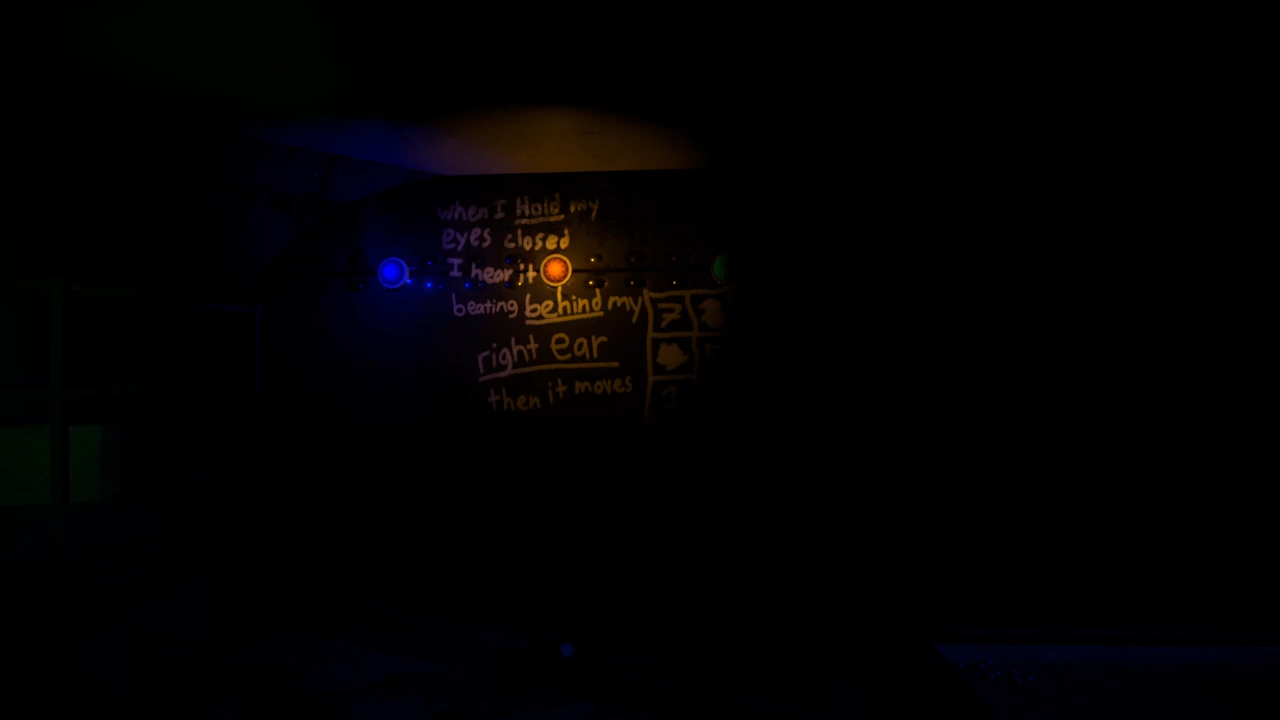 when I Hold my
eyes closed
I hear it
beating behind my
right ear
then it moves
7